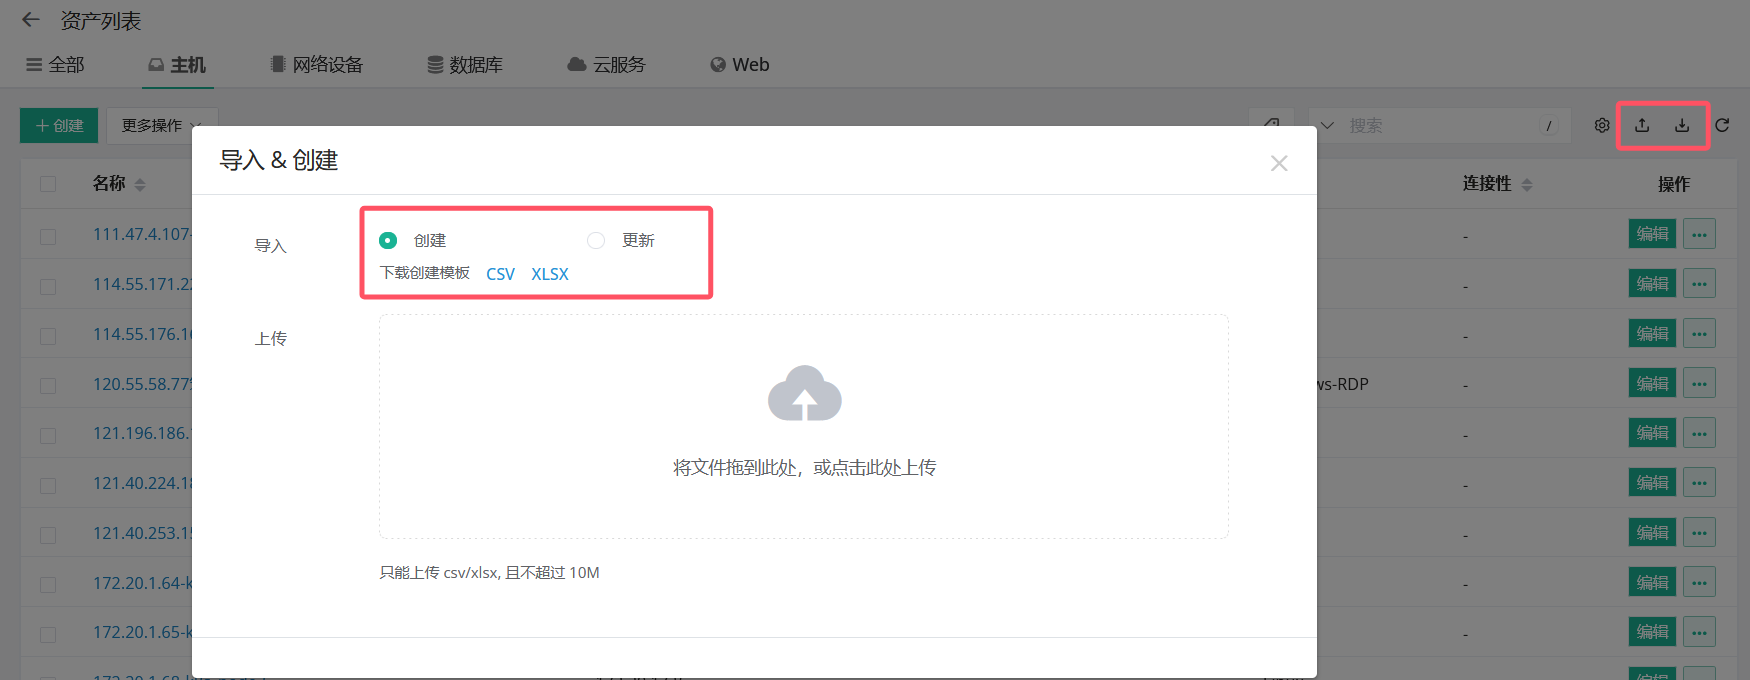 资产列表
全部 主机 网络设备 数据库 云服务 Web
创建 更多操作 搜索 /
导入 & 创建
名称 连接性 操作
导入 创建 更新
下载创建模板 CSV XLSX
上传
将文件拖到此处，或点击此处上传
只能上传 csv/xlsx, 且不超过 10M
111.47.4.107- - 编辑 ...
114.55.171.22 - 编辑 ...
114.55.176.16 - 编辑 ...
120.55.58.77 ws-RDP - 编辑 ...
121.196.186. - 编辑 ...
121.40.224.18 - 编辑 ...
121.40.253.15 - 编辑 ...
172.20.1.64-k - 编辑 ...
172.20.1.65-k - 编辑 ...
编辑